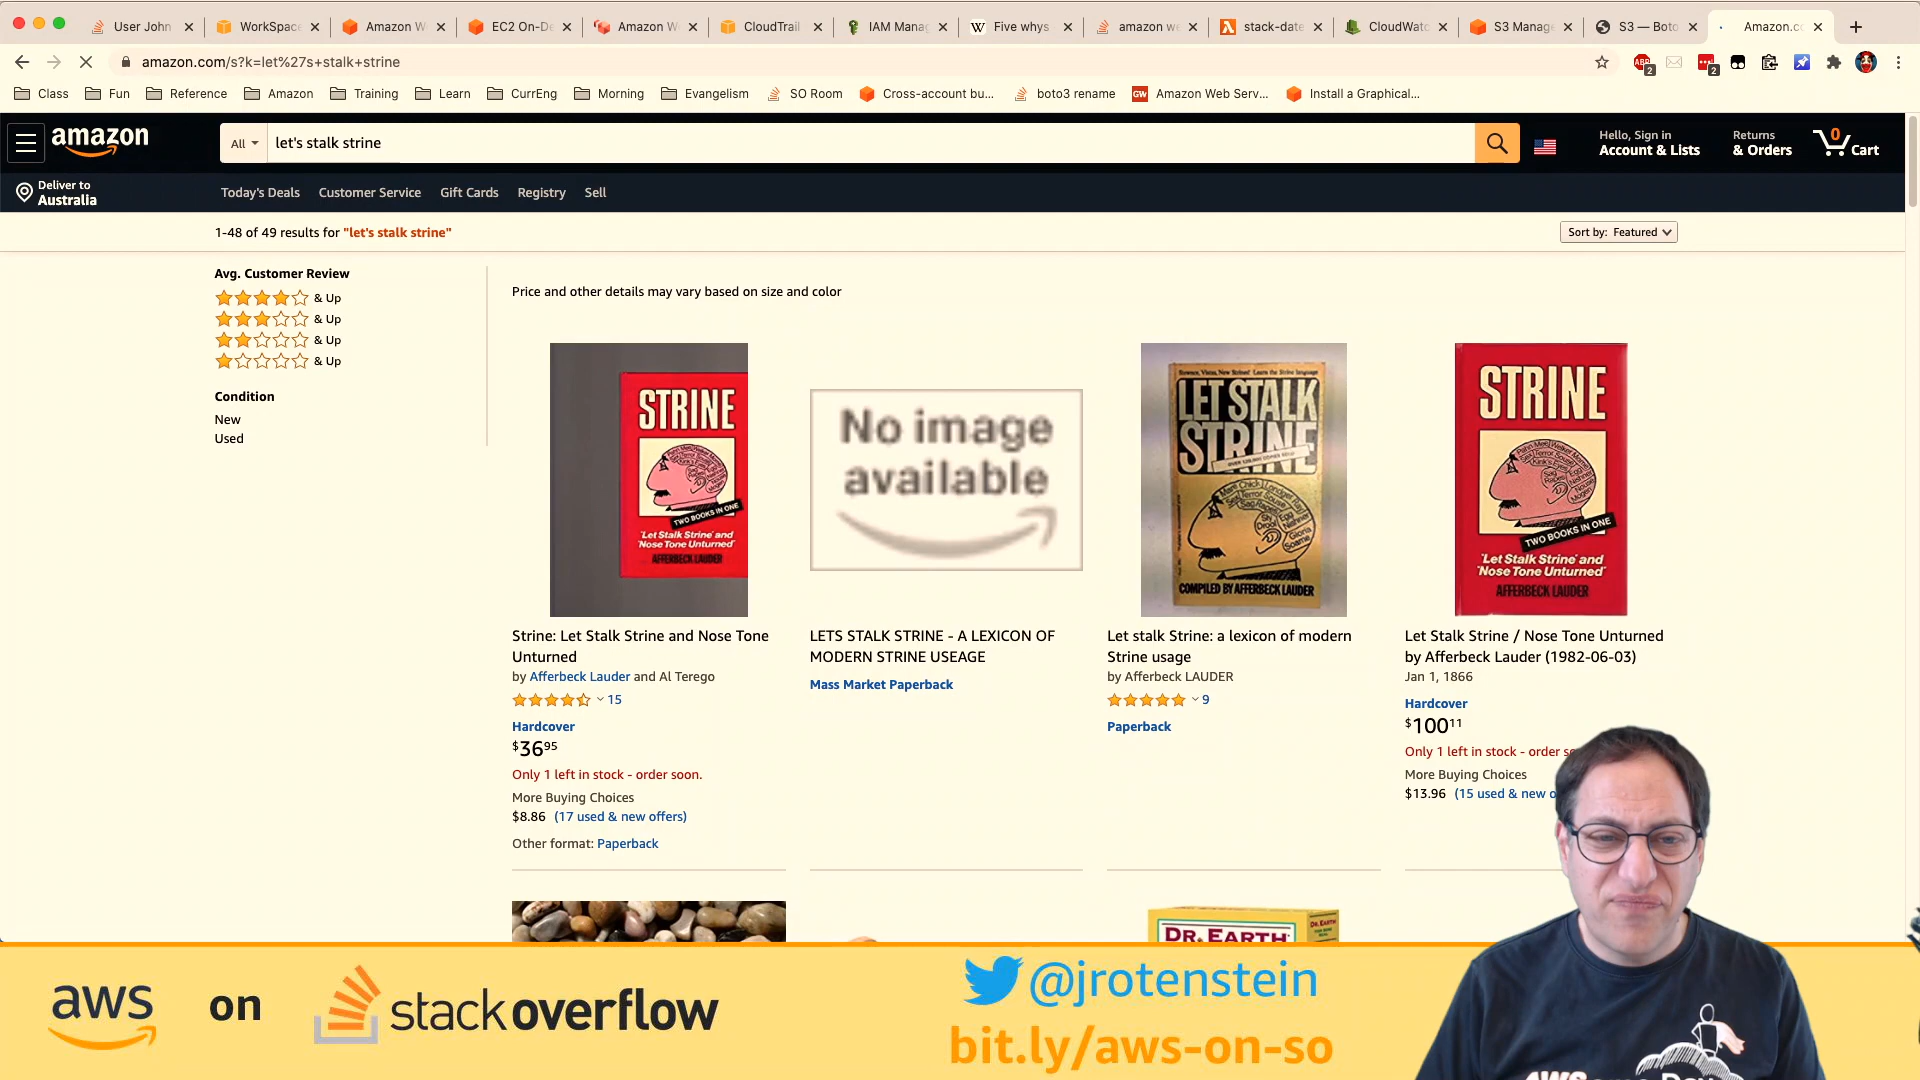 User John
WorkSpac
Amazon W
EC2 On-De
Amazon W
CloudTrail
IAM Manag
Five whys
amazon we
stack-date
CloudWatc
S3 Manage
S3 — Boto
Amazon.co
amazon.com/s?k=let%27s+stalk+strine
ABP
2
2
Class
Fun
Reference
Amazon
Training
Learn
CurrEng
Morning
Evangelism
SO Room
Cross-account bu...
boto3 rename
GW
Amazon Web Serv...
Install a Graphical...
amazon
All
let's stalk strine
Hello, Sign in
Account & Lists
Returns
& Orders
0
Cart
Deliver to
Australia
Today's Deals
Customer Service
Gift Cards
Registry
Sell
1-48 of 49 results for "let's stalk strine"
Sort by: Featured
Avg. Customer Review
& Up
& Up
& Up
& Up
Condition
New
Used
Price and other details may vary based on size and color
STRINE
TWO BOOKS IN ONE
'Let Stalk Strine' and
'Nose Tone Unturned'
AFFERBECK LAUDER
Strine: Let Stalk Strine and Nose Tone
Unturned
by Afferbeck Lauder and Al Terego
15
Hardcover
$36 95
Only 1 left in stock - order soon.
More Buying Choices
$8.86 (17 used & new offers)
Other format: Paperback
No image
available
LETS STALK STRINE - A LEXICON OF
MODERN STRINE USEAGE
Mass Market Paperback
LET STALK
STRINE
COMPILED BY AFFERBECK LAUDER
Let stalk Strine: a lexicon of modern
Strine usage
by Afferbeck LAUDER
9
Paperback
STRINE
TWO BOOKS IN ONE
'Let Stalk Strine' and
'Nose Tone Unturned'
AFFERBECK LAUDER
Let Stalk Strine / Nose Tone Unturned
by Afferbeck Lauder (1982-06-03)
Jan 1, 1866
Hardcover
$100 11
Only 1 left in stock - order so
More Buying Choices
$13.96 (15 used & new o
DR. EARTH
DR. EARTH
aws on stackoverflow
@jrotenstein
bit.ly/aws-on-so